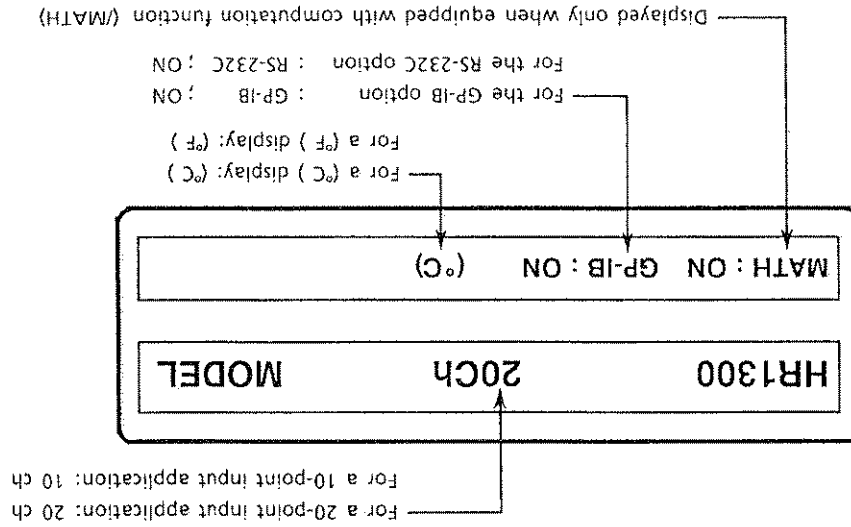 For a 20-point input application: 20 ch
For a 10-point input application: 10 ch
HR1300 20Ch MODEL
MATH : ON GP-IB : ON (°C)
For a (°C ) display: (°C )
For a (°F ) display: (°F )
For the GP-IB option : GP-IB ; ON
For the RS-232C option : RS-232C ; ON
Displayed only when equipped with computation function (/MATH)